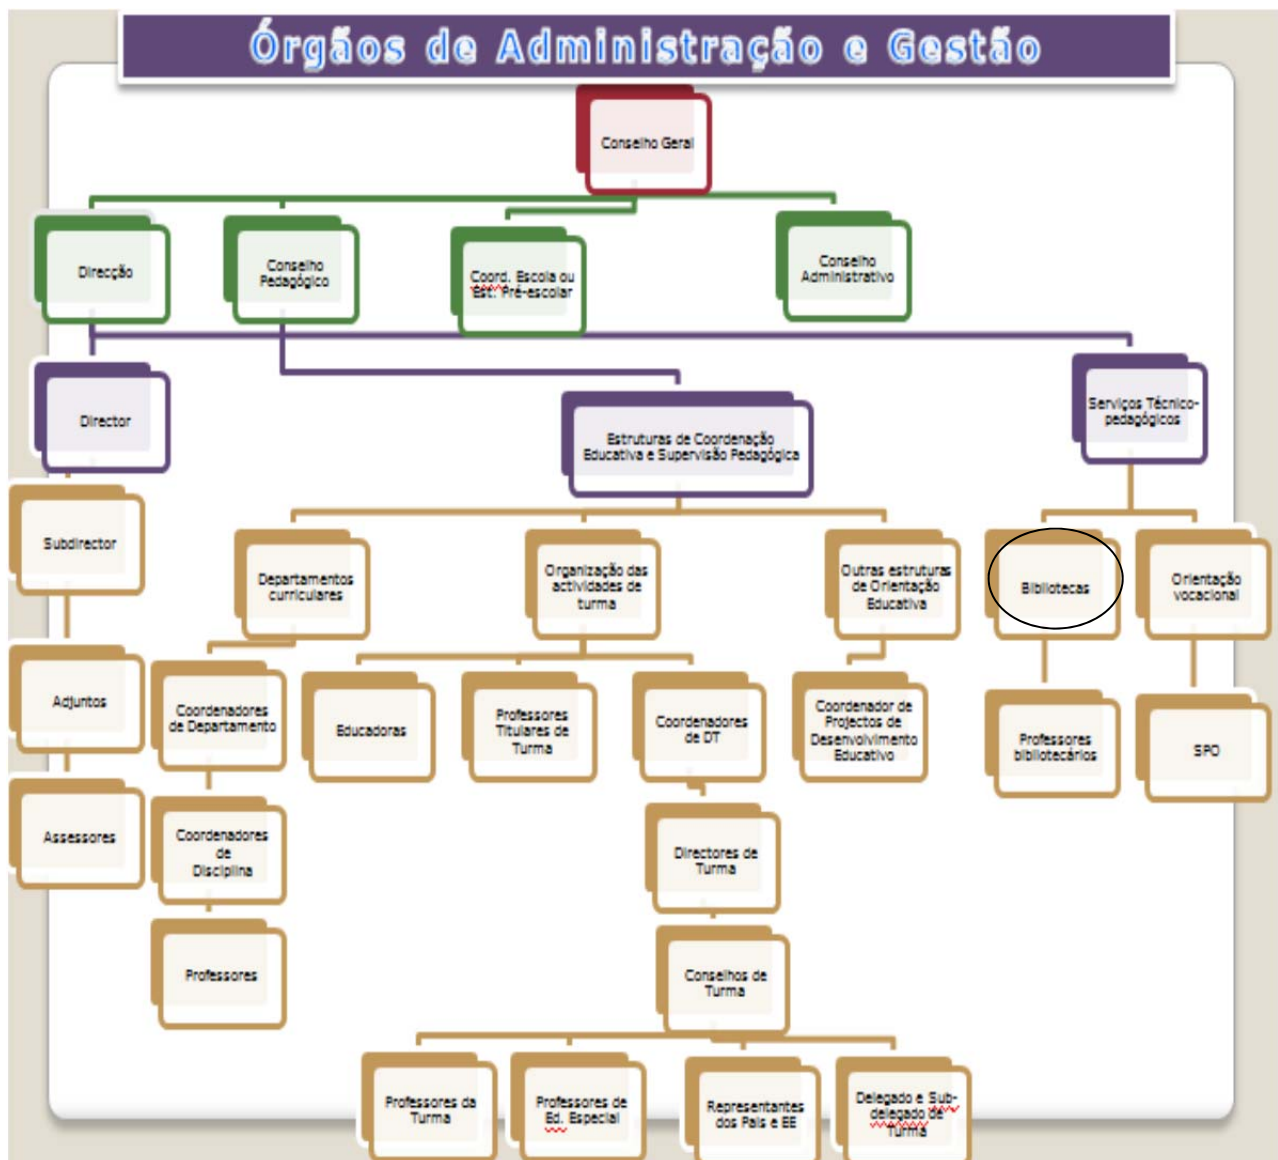 Órgãos de Administração e Gestão
Conselho Geral
Direcção
Conselho
Pedagógico
Coord. Escola ou
Est. Pré-escolar
Conselho
Administrativo
Director
Estruturas de Coordenação
Educativa e Supervisão Pedagógica
Serviços Técnico-
pedagógicos
Subdirector
Departamentos
curriculares
Organização das
actividades de
turma
Outras estruturas
de Orientação
Educativa
Bibliotecas
Orientação
vocacional
Adjuntos
Coordenadores
de Departamento
Educadoras
Professores
Titulares de
Turma
Coordenadores
de DT
Coordenador de
Projectos de
Desenvolvimento
Educativo
Professores
bibliotecários
SPO
Assessores
Coordenadores
de
Disciplina
Directores de
Turma
Professores
Conselhos de
Turma
Professores da
Turma
Professores de
Ed. Especial
Representantes
dos Pais e EE
Delegado e Sub-
delegado de
Turma